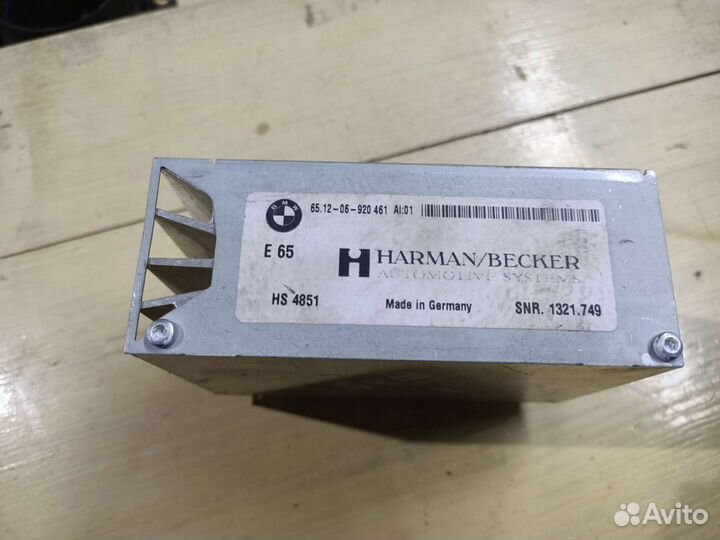 BMW
65.12-06-920 461 AI:01
E 65
HARMAN/BECKER
AUTOMOTIVE SYSTEMS
HS 4851
Made in Germany
SNR. 1321.749
Avito